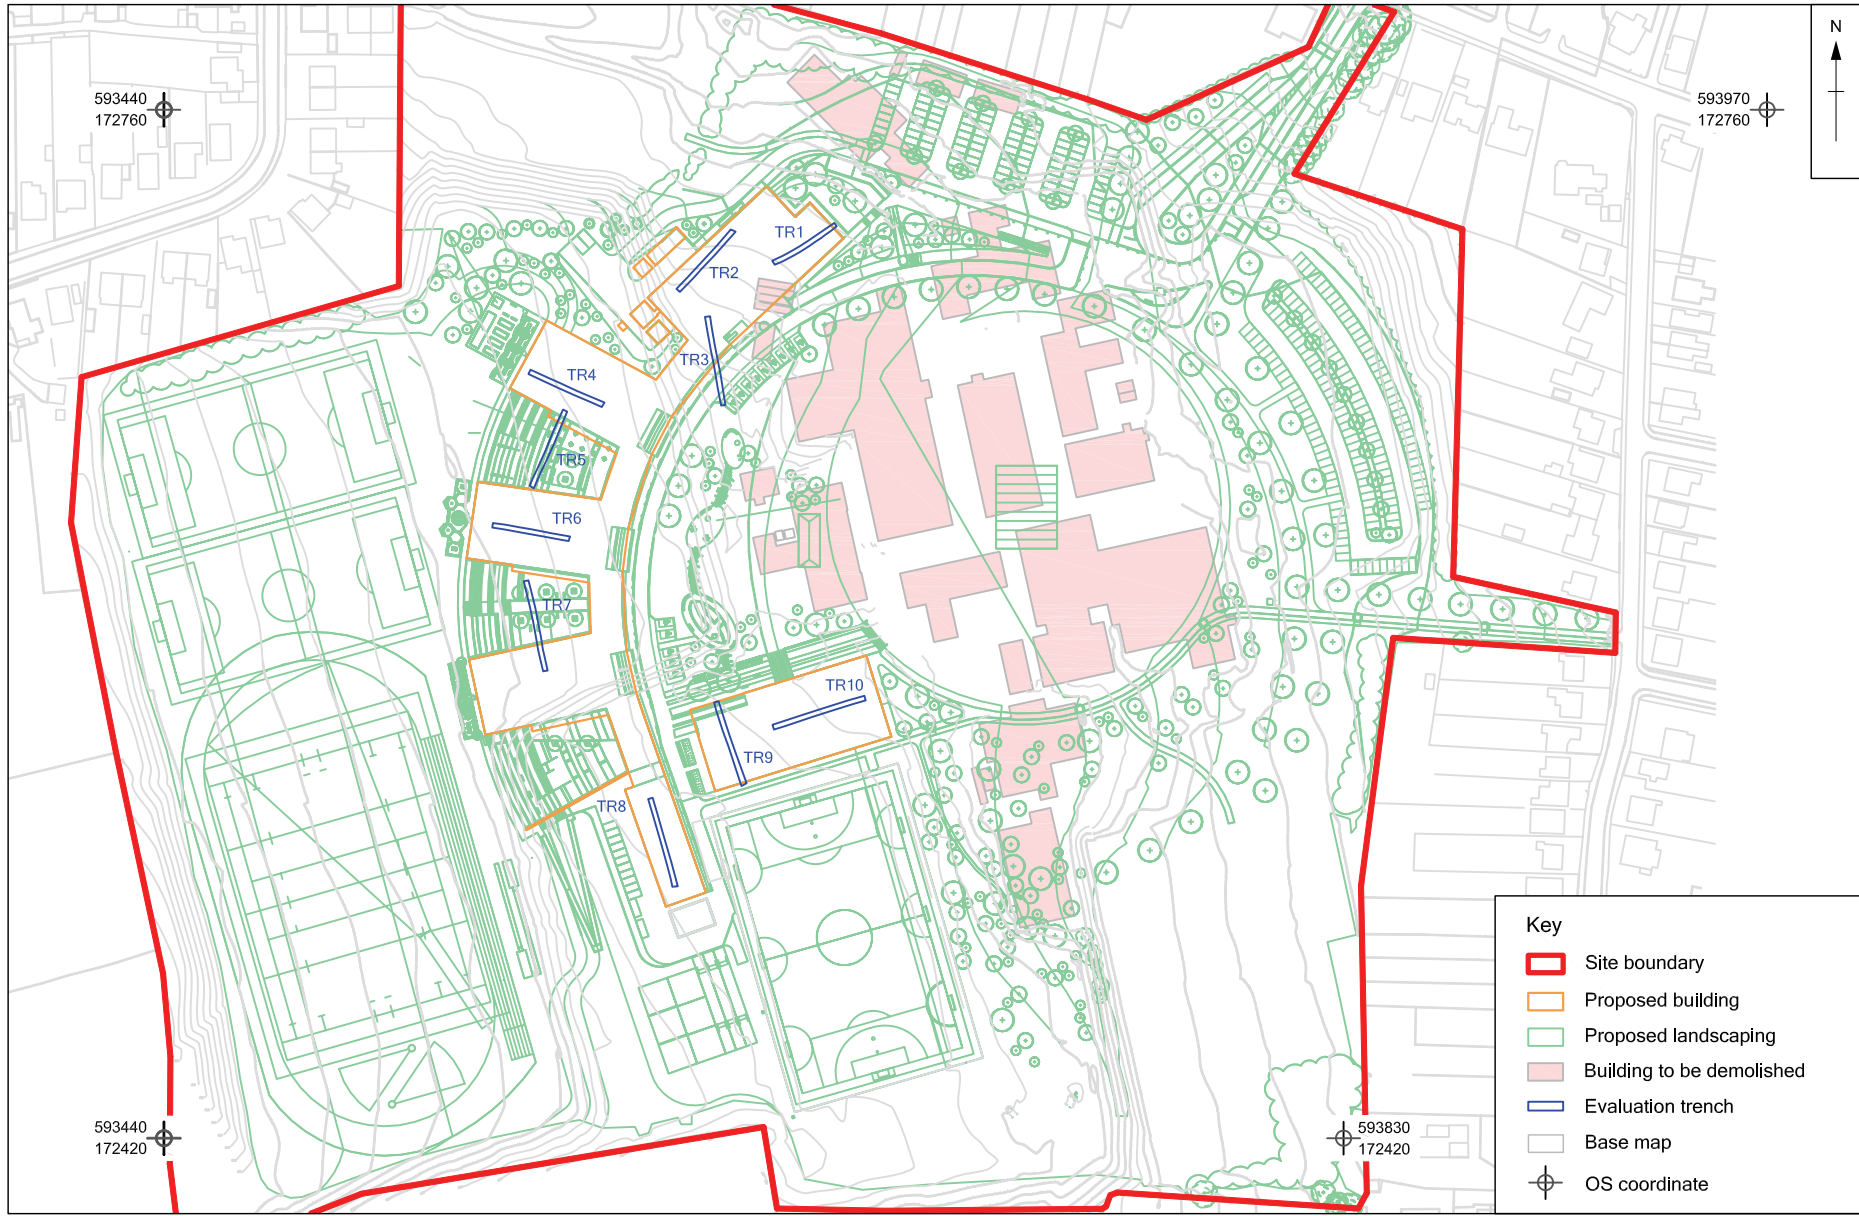 N
593440
172760
593970
172760
TR1
TR2
TR3
TR4
TR5
TR6
TR7
TR10
TR9
TR8
Key
Site boundary
Proposed building
Proposed landscaping
Building to be demolished
Evaluation trench
Base map
OS coordinate
593440
172420
593830
172420